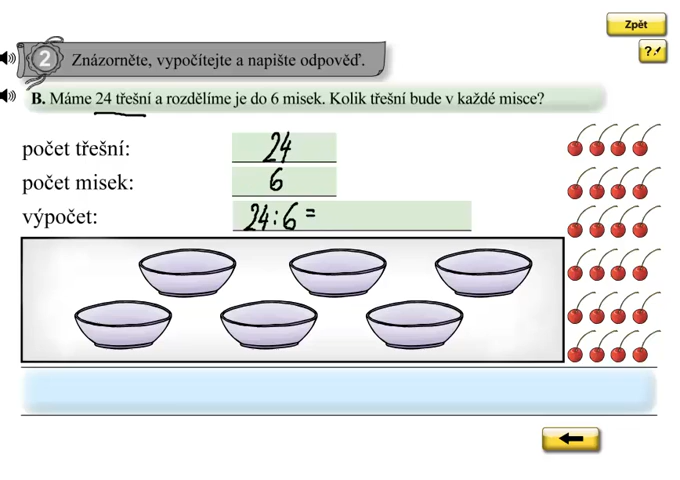 Zpět
?
2 Znázorněte, vypočítejte a napište odpověď.
B. Máme 24 třešní a rozdělíme je do 6 misek. Kolik třešní bude v každé misce?
počet třešní: 24
počet misek: 6
výpočet: 24:6=